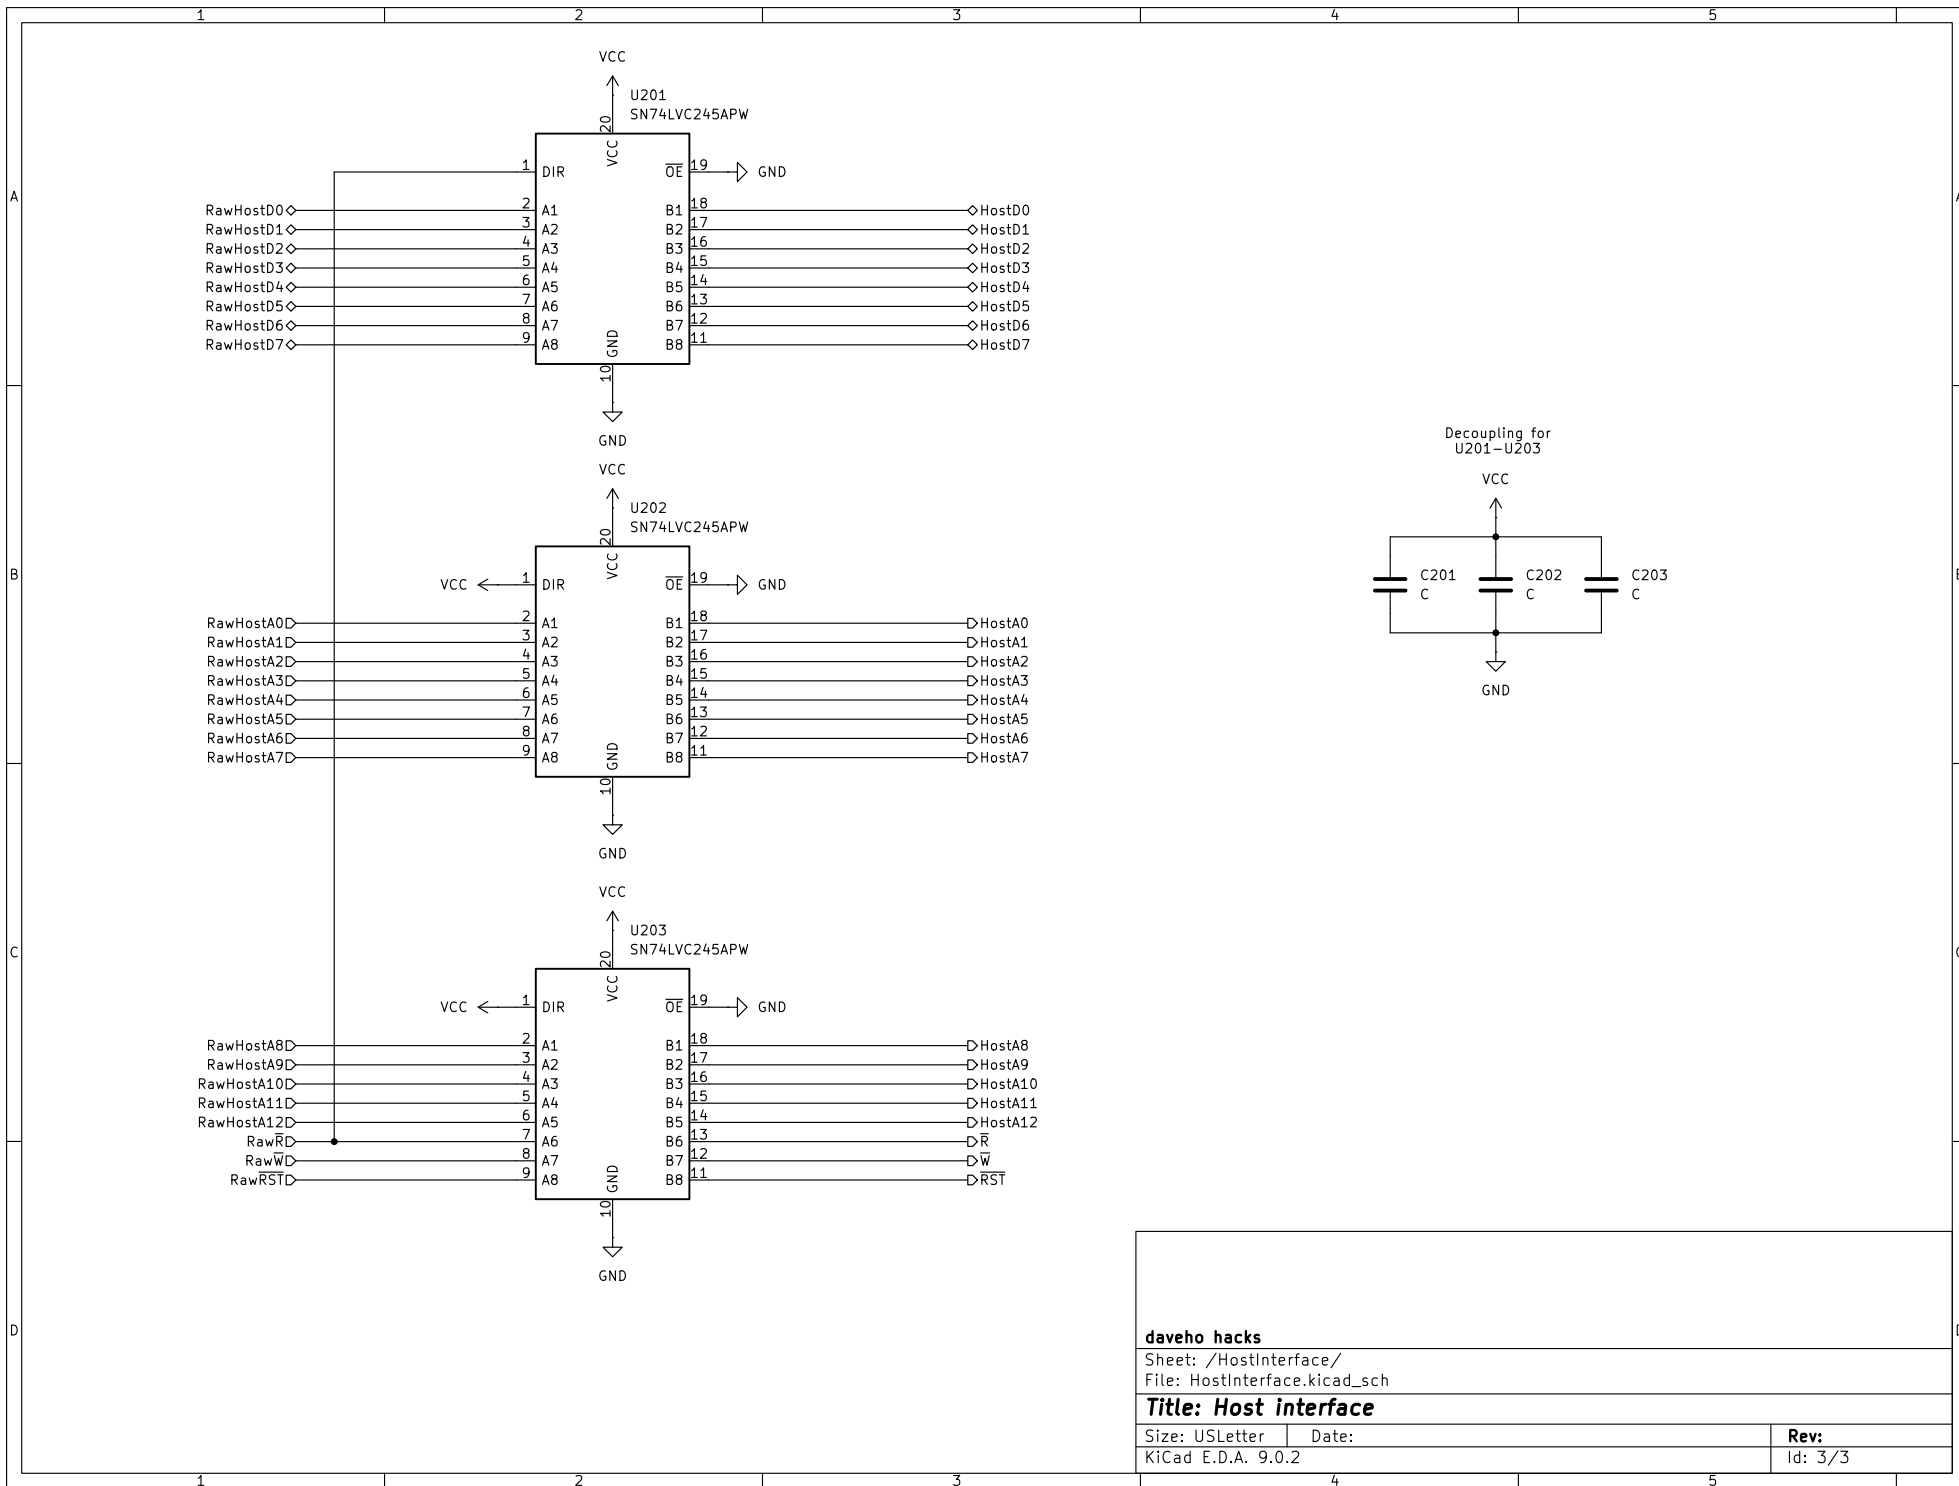 1 2 3 4 5
VCC
U201
SN74LVC245APW
20
VCC
1 DIR OE 19 GND
RawHostD0 2 A1 B1 18 HostD0
RawHostD1 3 A2 B2 17 HostD1
RawHostD2 4 A3 B3 16 HostD2
RawHostD3 5 A4 B4 15 HostD3
RawHostD4 6 A5 B5 14 HostD4
RawHostD5 7 A6 B6 13 HostD5
RawHostD6 8 A7 B7 12 HostD6
RawHostD7 9 A8 B8 11 HostD7
GND
10
GND
A
VCC
U202
SN74LVC245APW
20
VCC
VCC 1 DIR OE 19 GND
RawHostA0 2 A1 B1 18 HostA0
RawHostA1 3 A2 B2 17 HostA1
RawHostA2 4 A3 B3 16 HostA2
RawHostA3 5 A4 B4 15 HostA3
RawHostA4 6 A5 B5 14 HostA4
RawHostA5 7 A6 B6 13 HostA5
RawHostA6 8 A7 B7 12 HostA6
RawHostA7 9 A8 B8 11 HostA7
GND
10
GND
B
Decoupling for
U201-U203
VCC
C201 C202 C203
C C C
GND
VCC
U203
SN74LVC245APW
20
VCC
VCC 1 DIR OE 19 GND
RawHostA8 2 A1 B1 18 HostA8
RawHostA9 3 A2 B2 17 HostA9
RawHostA10 4 A3 B3 16 HostA10
RawHostA11 5 A4 B4 15 HostA11
RawHostA12 6 A5 B5 14 HostA12
RawR 7 A6 B6 13 R
RawW 8 A7 B7 12 W
RawRST 9 A8 B8 11 RST
GND
10
GND
C
D
daveho hacks
Sheet: /HostInterface/
File: HostInterface.kicad_sch
Title: Host interface
Size: USLetter Date: Rev:
KiCad E.D.A. 9.0.2 Id: 3/3
1 2 3 4 5